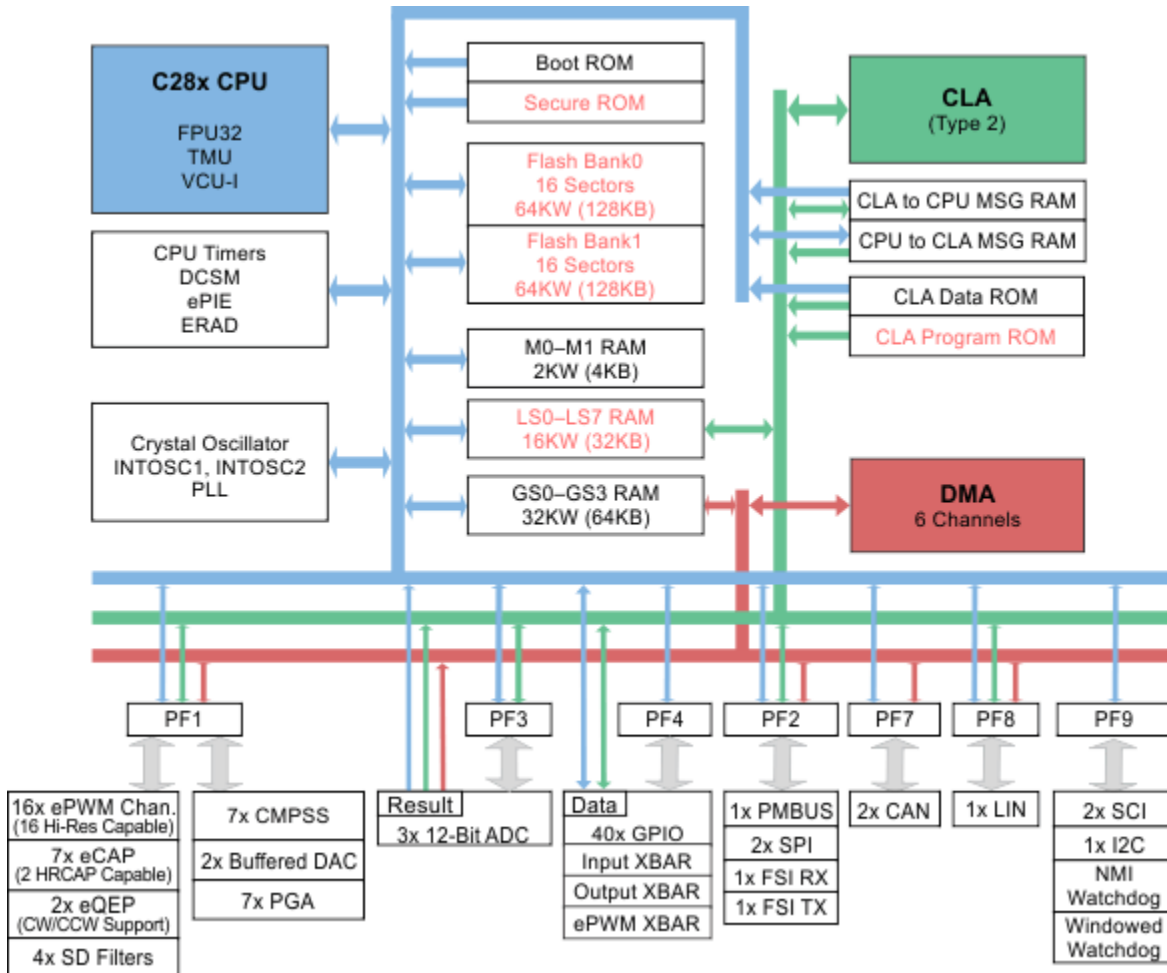 C28x CPU
FPU32
TMU
VCU-I
CPU Timers
DCSM
ePIE
ERAD
Crystal Oscillator
INTOSC1, INTOSC2
PLL
Boot ROM
Secure ROM
Flash Bank0
16 Sectors
64KW (128KB)
Flash Bank1
16 Sectors
64KW (128KB)
M0–M1 RAM
2KW (4KB)
LS0–LS7 RAM
16KW (32KB)
GS0–GS3 RAM
32KW (64KB)
CLA
(Type 2)
CLA to CPU MSG RAM
CPU to CLA MSG RAM
CLA Data ROM
CLA Program ROM
DMA
6 Channels
PF1
PF3
PF4
PF2
PF7
PF8
PF9
16x ePWM Chan.
(16 Hi-Res Capable)
7x eCAP
(2 HRCAP Capable)
2x eQEP
(CW/CCW Support)
4x SD Filters
7x CMPSS
2x Buffered DAC
7x PGA
Result
3x 12-Bit ADC
Data
40x GPIO
Input XBAR
Output XBAR
ePWM XBAR
1x PMBUS
2x SPI
1x FSI RX
1x FSI TX
2x CAN
1x LIN
2x SCI
1x I2C
NMI
Watchdog
Windowed
Watchdog